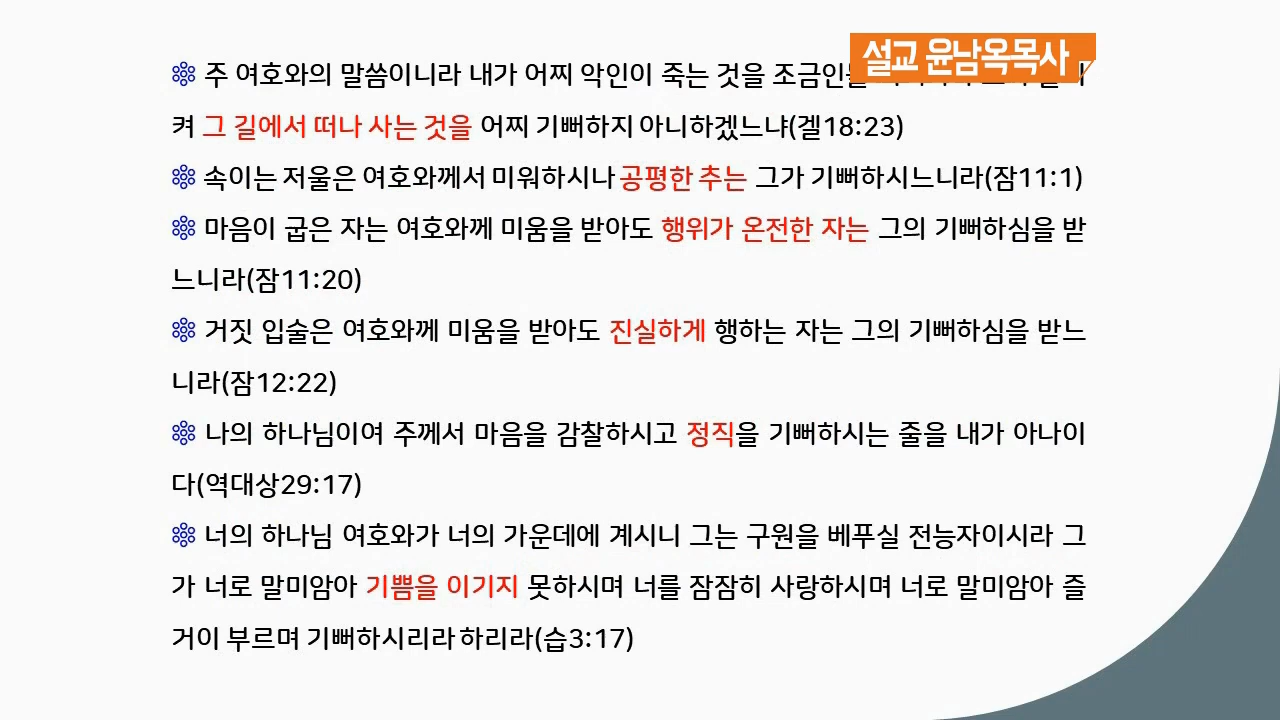 설교 윤남옥목사
❊ 주 여호와의 말씀이니라 내가 어찌 악인이 죽는 것을
켜 그 길에서 떠나 사는 것을 어찌 기뻐하지 아니하겠느냐(겔18:23)
❊ 속이는 저울은 여호와께서 미워하시나 공평한 추는 그가 기뻐하시느니라(잠11:1)
❊ 마음이 굽은 자는 여호와께 미움을 받아도 행위가 온전한 자는 그의 기뻐하심을 받
느니라(잠11:20)
❊ 거짓 입술은 여호와께 미움을 받아도 진실하게 행하는 자는 그의 기뻐하심을 받느
니라(잠12:22)
❊ 나의 하나님이여 주께서 마음을 감찰하시고 정직을 기뻐하시는 줄을 내가 아나이
다(역대상29:17)
❊ 너의 하나님 여호와가 너의 가운데에 계시니 그는 구원을 베푸실 전능자이시라 그
가 너로 말미암아 기쁨을 이기지 못하시며 너를 잠잠히 사랑하시며 너로 말미암아 즐
거이 부르며 기뻐하시리라 하리라(습3:17)